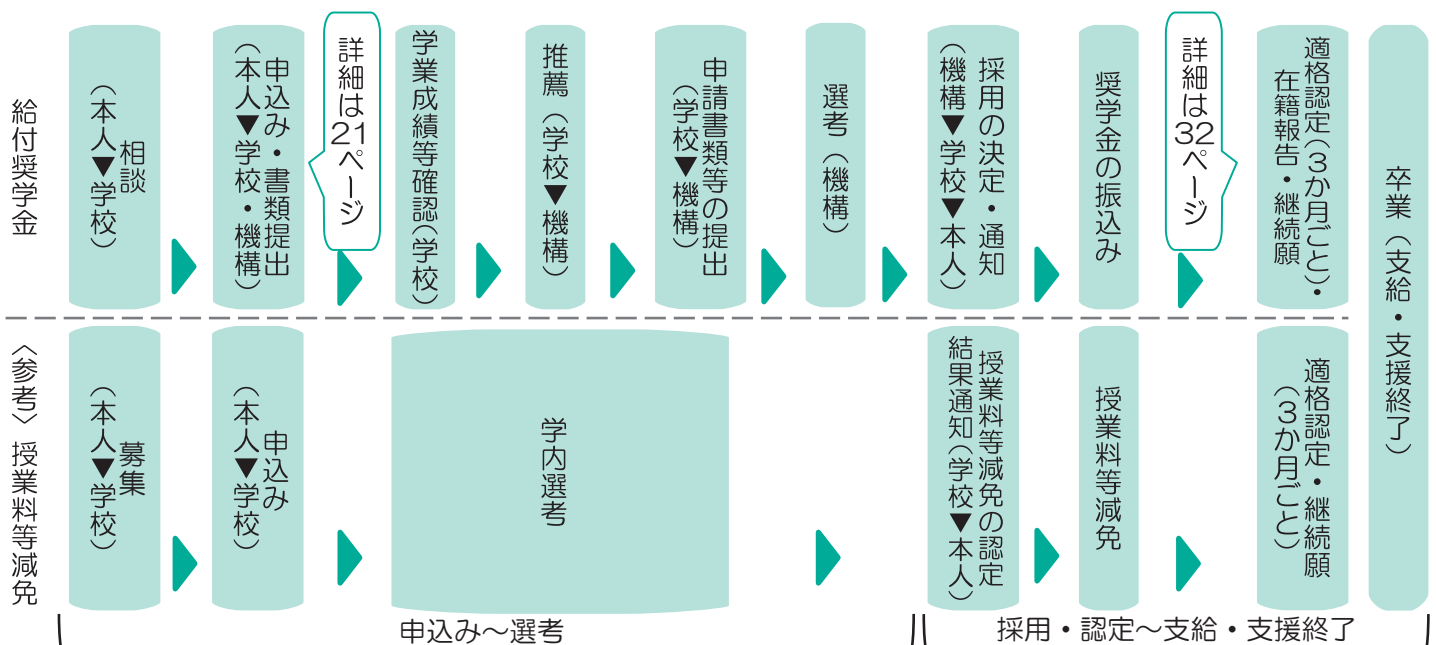 給付奨学金
相談
（本人▼学校）
申込み・書類提出
（本人▼学校・機構）
詳細は21ページ
学業成績等確認（学校）
推薦（学校▼機構）
申請書類等の提出
（学校▼機構）
選考（機構）
採用の決定・通知
（機構▼学校▼本人）
奨学金の振込み
詳細は32ページ
適格認定（３か月ごと）・
在籍報告・継続願
卒業（支給・支援終了）
〈参考〉授業料等減免
募集
（本人▼学校）
申込み
（本人▼学校）
学内選考
授業料等減免の認定
結果通知（学校▼本人）
授業料等減免
適格認定・継続願
（３か月ごと）
申込み～選考
採用・認定～支給・支援終了